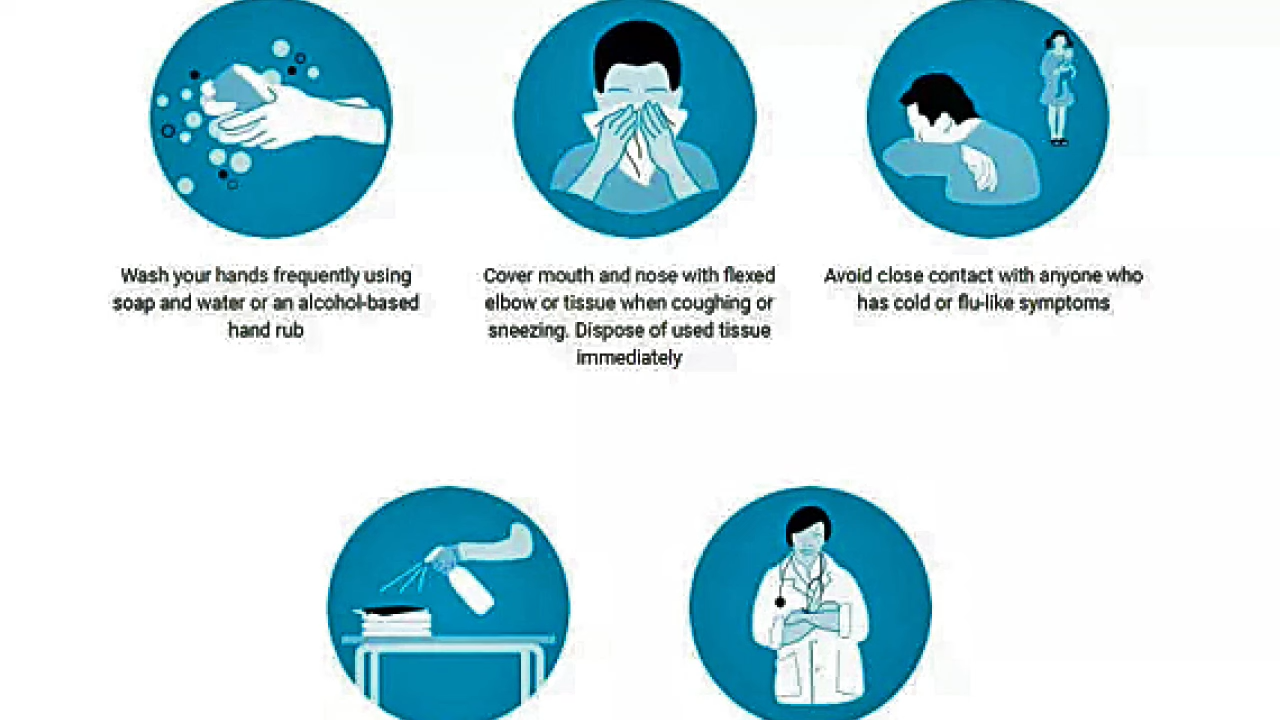 Wash your hands frequently using
soap and water or an alcohol-based
hand rub
Cover mouth and nose with flexed
elbow or tissue when coughing or
sneezing. Dispose of used tissue
immediately
Avoid close contact with anyone who
has cold or flu-like symptoms